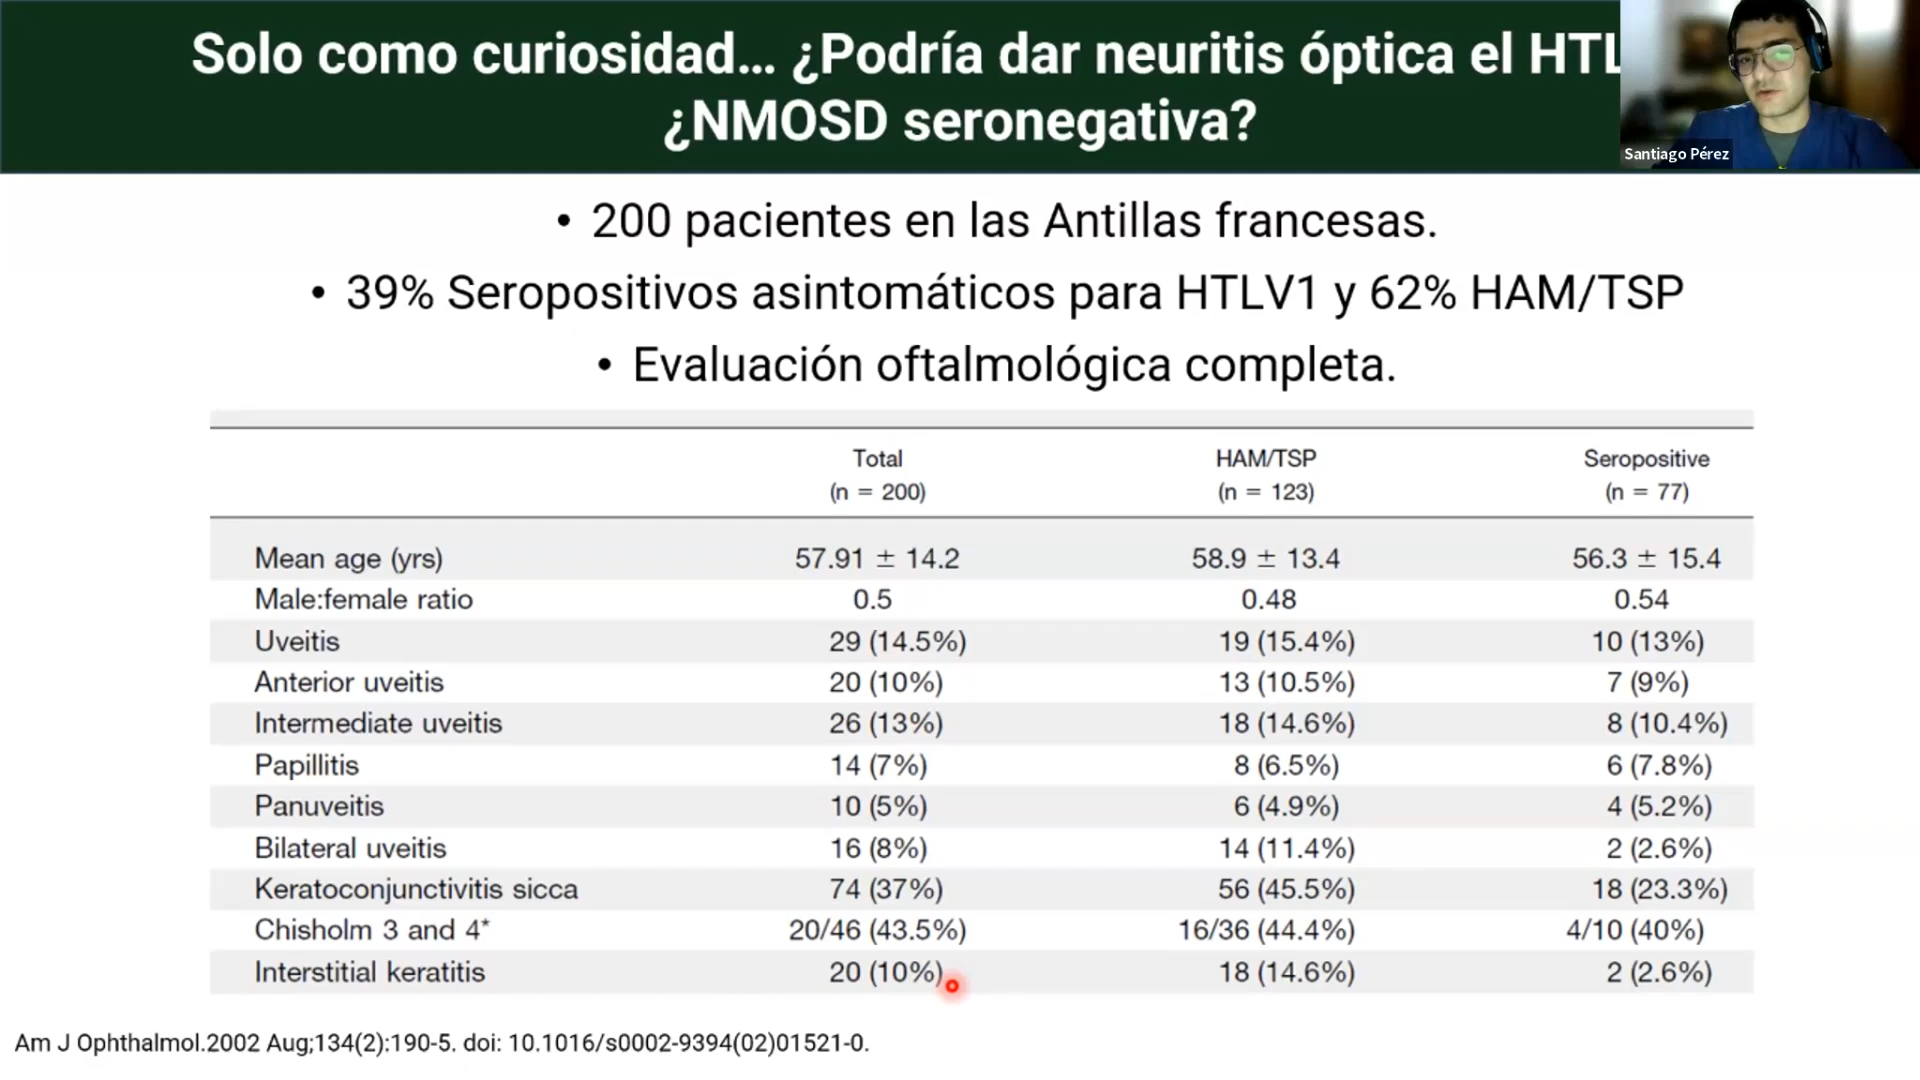 Solo como curiosidad... ¿Podría dar neuritis óptica el HTL
¿NMOSD seronegativa?
Santiago Pérez
• 200 pacientes en las Antillas francesas.
• 39% Seropositivos asintomáticos para HTLV1 y 62% HAM/TSP
• Evaluación oftalmológica completa.
Total HAM/TSP Seropositive
(n = 200) (n = 123) (n = 77)
Mean age (yrs) 57.91 ± 14.2 58.9 ± 13.4 56.3 ± 15.4
Male:female ratio 0.5 0.48 0.54
Uveitis 29 (14.5%) 19 (15.4%) 10 (13%)
Anterior uveitis 20 (10%) 13 (10.5%) 7 (9%)
Intermediate uveitis 26 (13%) 18 (14.6%) 8 (10.4%)
Papillitis 14 (7%) 8 (6.5%) 6 (7.8%)
Panuveitis 10 (5%) 6 (4.9%) 4 (5.2%)
Bilateral uveitis 16 (8%) 14 (11.4%) 2 (2.6%)
Keratoconjunctivitis sicca 74 (37%) 56 (45.5%) 18 (23.3%)
Chisholm 3 and 4* 20/46 (43.5%) 16/36 (44.4%) 4/10 (40%)
Interstitial keratitis 20 (10%) 18 (14.6%) 2 (2.6%)
Am J Ophthalmol.2002 Aug;134(2):190-5. doi: 10.1016/s0002-9394(02)01521-0.